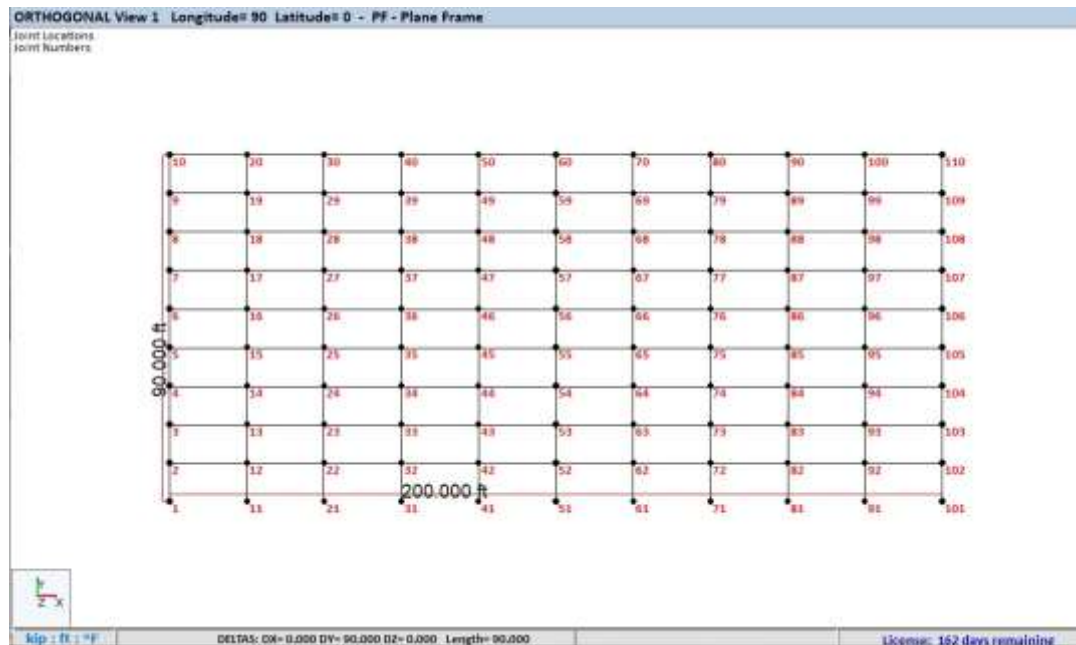 ORTHOGONAL View 1 Longitude= 90 Latitude= 0 - PF - Plane Frame
Joint Locations
Joint Numbers
10 20 30 40 50 60 70 80 90 100 110
9 19 29 39 49 59 69 79 89 99 109
8 18 28 38 48 58 68 78 88 98 108
7 17 27 37 47 57 67 77 87 97 107
6 16 26 36 46 56 66 76 86 96 106
90.000 ft
5 15 25 35 45 55 65 75 85 95 105
4 14 24 34 44 54 64 74 84 94 104
3 13 23 33 43 53 63 73 83 93 103
2 12 22 32 42 52 62 72 82 92 102
200.000 ft
1 11 21 31 41 51 61 71 81 91 101
Y
Z X
kip : ft : °F
DELTAS: DX= 0.000 DY= 90.000 DZ= 0.000 Length= 90.000
License: 162 days remaining